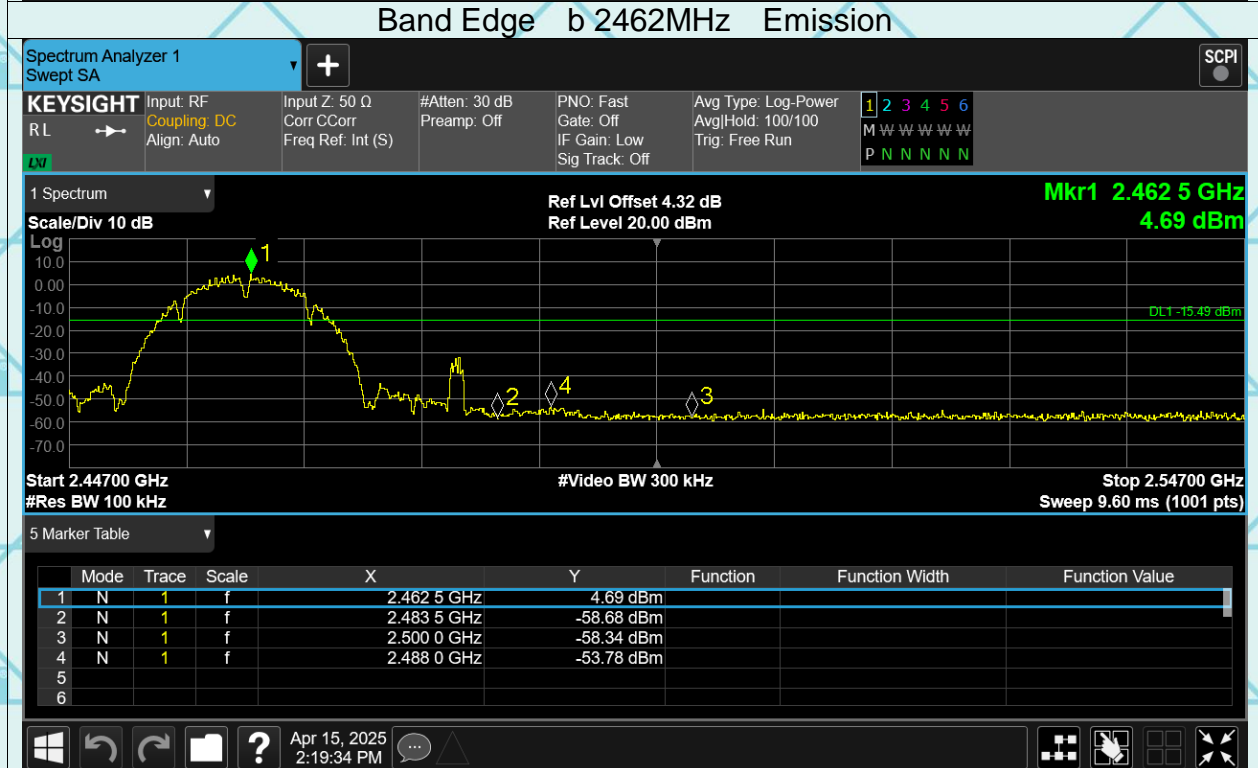 Band Edge b 2462MHz Emission
Spectrum Analyzer 1
Swept SA
+
SCPI
KEYSIGHT
RL
LXI
Input: RF
Coupling: DC
Align: Auto
Input Z: 50 Ω
Corr CCorr
Freq Ref: Int (S)
#Atten: 30 dB
Preamp: Off
PNO: Fast
Gate: Off
IF Gain: Low
Sig Track: Off
Avg Type: Log-Power
Avg|Hold: 100/100
Trig: Free Run
1 2 3 4 5 6
M W W W W W
P N N N N N
1 Spectrum
Scale/Div 10 dB
Ref Lvl Offset 4.32 dB
Ref Level 20.00 dBm
Mkr1 2.462 5 GHz
4.69 dBm
Log
10.0
0.00
-10.0
-20.0
-30.0
-40.0
-50.0
-60.0
-70.0
1
2
4
3
DL1 -15.49 dBm
Start 2.44700 GHz
#Res BW 100 kHz
#Video BW 300 kHz
Stop 2.54700 GHz
Sweep 9.60 ms (1001 pts)
5 Marker Table
Mode Trace Scale X Y Function Function Width Function Value
1 N 1 f 2.462 5 GHz 4.69 dBm
2 N 1 f 2.483 5 GHz -58.68 dBm
3 N 1 f 2.500 0 GHz -58.34 dBm
4 N 1 f 2.488 0 GHz -53.78 dBm
5
6
?
Apr 15, 2025
2:19:34 PM